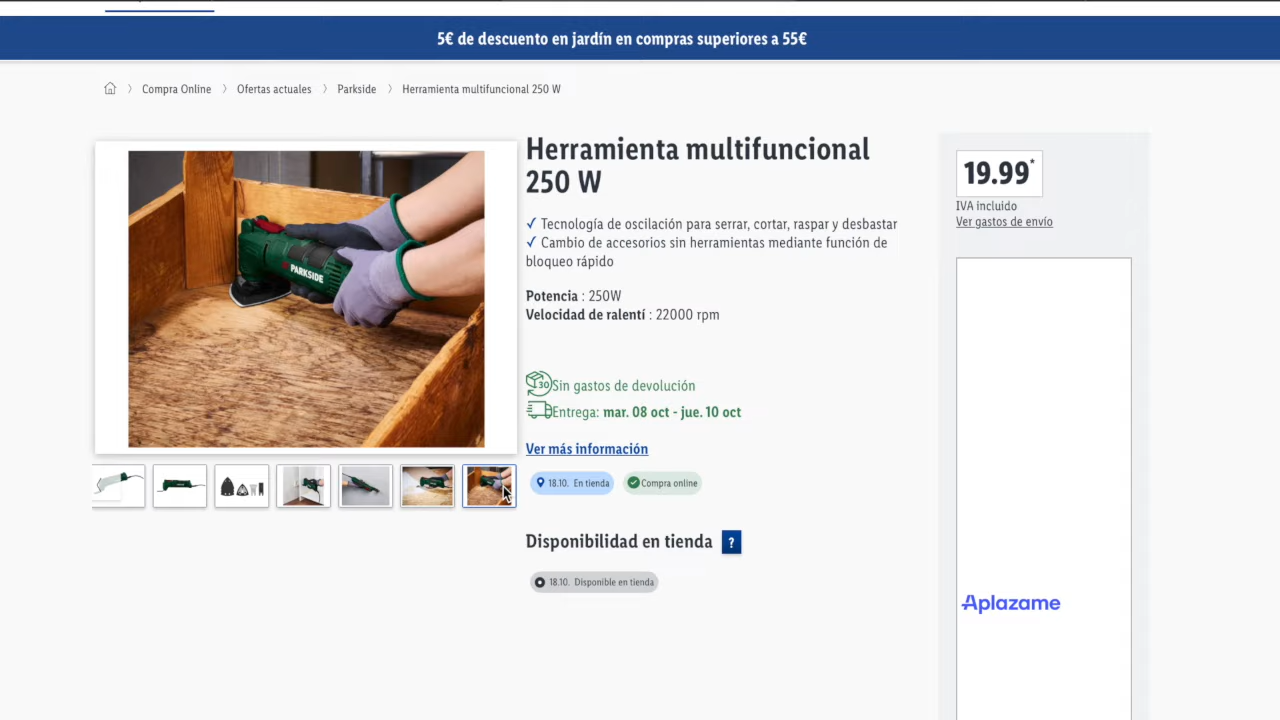 5€ de descuento en jardín en compras superiores a 55€
Compra Online
Ofertas actuales
Parkside
Herramienta multifuncional 250 W
PARKSIDE
Herramienta multifuncional
250 W
✓ Tecnología de oscilación para serrar, cortar, raspar y desbastar
✓ Cambio de accesorios sin herramientas mediante función de
bloqueo rápido
Potencia : 250W
Velocidad de ralentí : 22000 rpm
30 Sin gastos de devolución
Entrega: mar. 08 oct - jue. 10 oct
Ver más información
18.10. En tienda
Compra online
Disponibilidad en tienda ?
18.10. Disponible en tienda
19.99*
IVA incluido
Ver gastos de envío
Aplazame